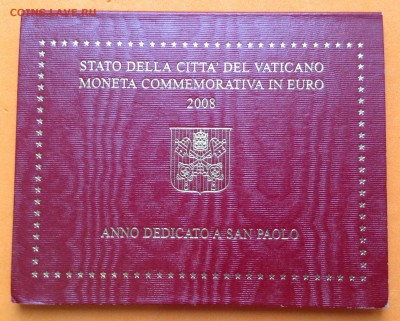 COINS.LAVE.RU
STATO DELLA CITTA' DEL VATICANO
MONETA COMMEMORATIVA IN EURO
2008
ANNO DEDICATO A SAN PAOLO